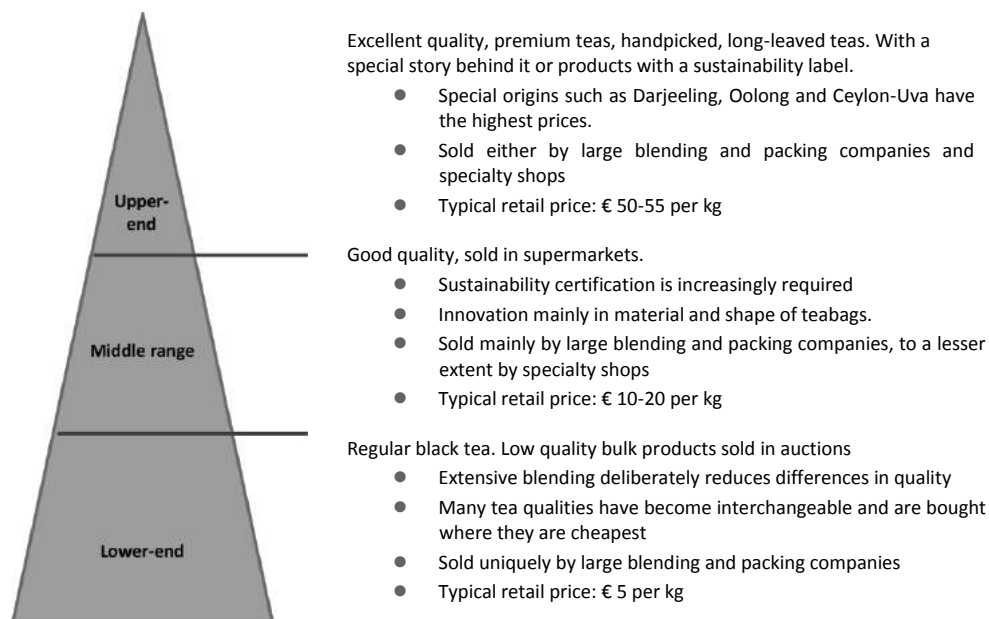 Excellent quality, premium teas, handpicked, long-leaved teas. With a
special story behind it or products with a sustainability label.
● Special origins such as Darjeeling, Oolong and Ceylon-Uva have
the highest prices.
● Sold either by large blending and packing companies and
specialty shops
● Typical retail price: € 50-55 per kg
Upper-
end
Good quality, sold in supermarkets.
● Sustainability certification is increasingly required
● Innovation mainly in material and shape of teabags.
● Sold mainly by large blending and packing companies, to a lesser
extent by specialty shops
● Typical retail price: € 10-20 per kg
Middle range
Regular black tea. Low quality bulk products sold in auctions
● Extensive blending deliberately reduces differences in quality
● Many tea qualities have become interchangeable and are bought
where they are cheapest
● Sold uniquely by large blending and packing companies
● Typical retail price: € 5 per kg
Lower-end